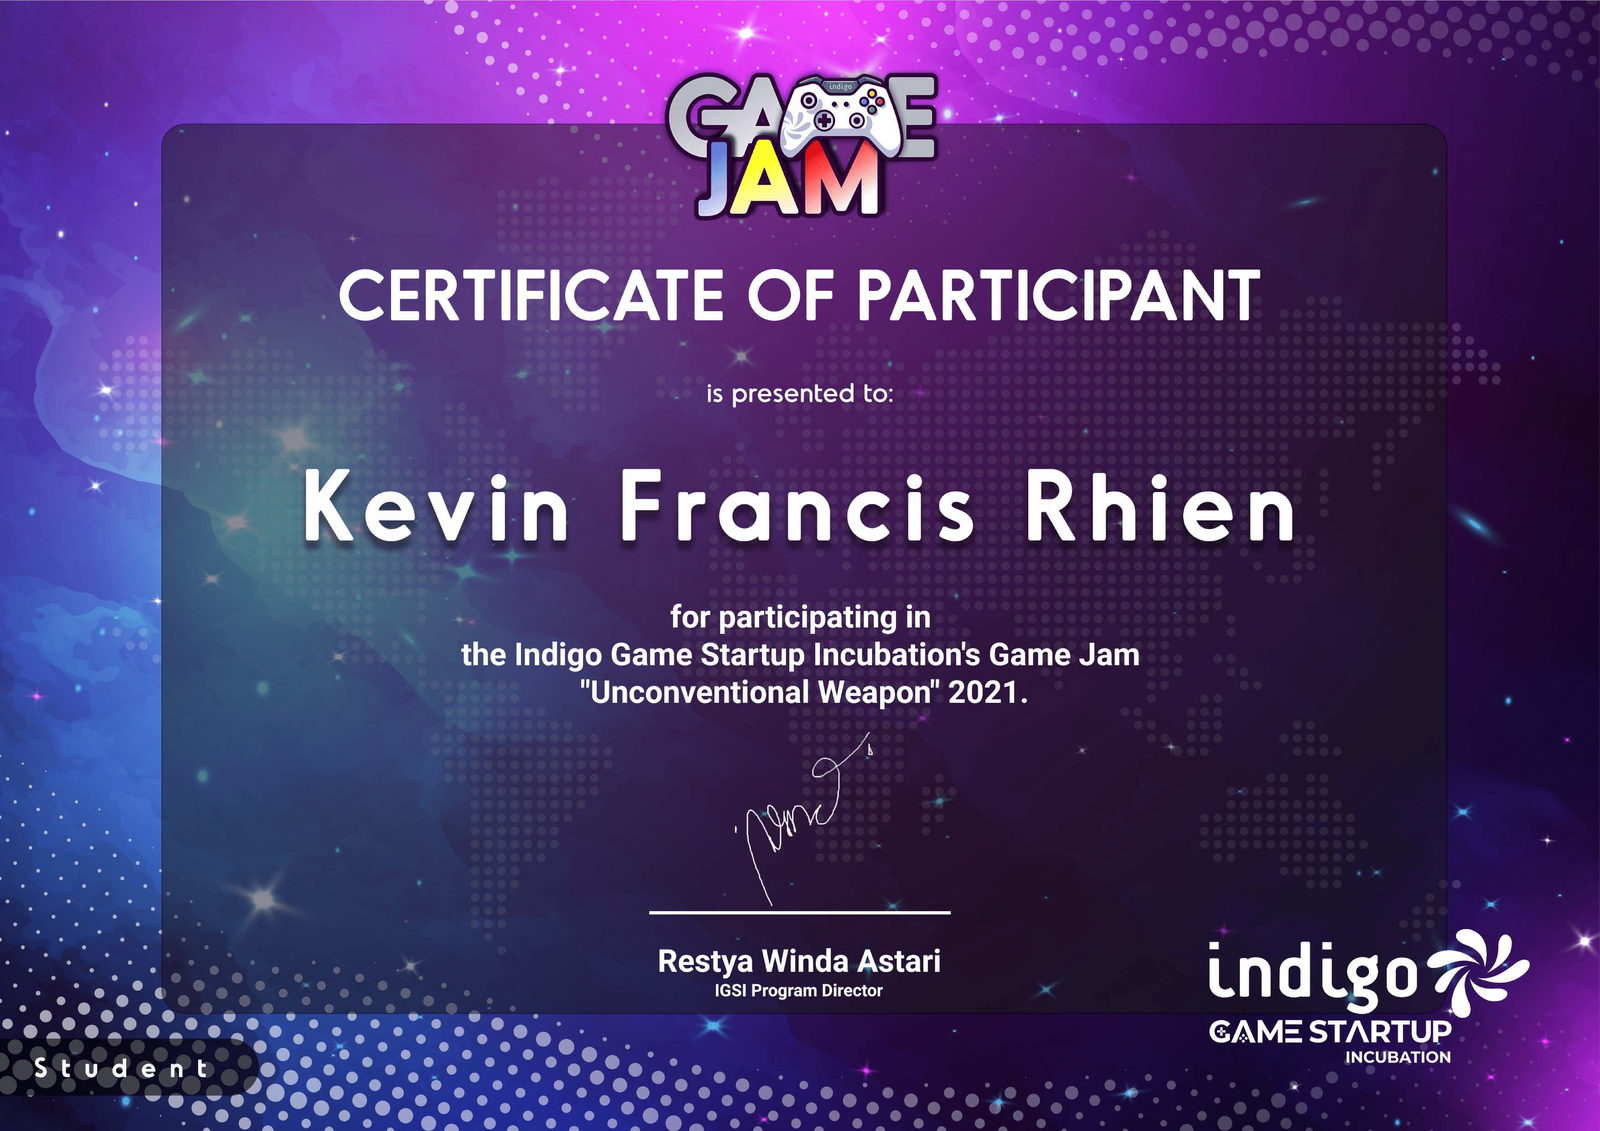 GAME
indigo
JAM
CERTIFICATE OF PARTICIPANT
is presented to:
Kevin Francis Rhien
for participating in
the Indigo Game Startup Incubation's Game Jam
"Unconventional Weapon" 2021.
Restya Winda Astari
IGSI Program Director
indigo
GAME STARTUP
INCUBATION
Student